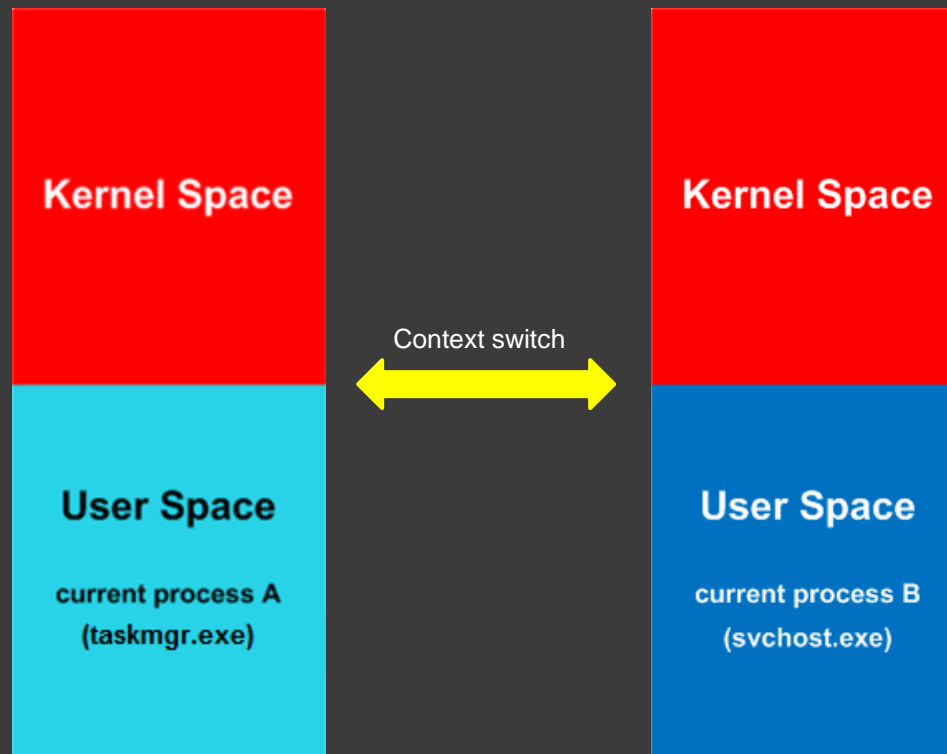 Kernel Space
User Space
current process A
(taskmgr.exe)
Context switch
Kernel Space
User Space
current process B
(svchost.exe)